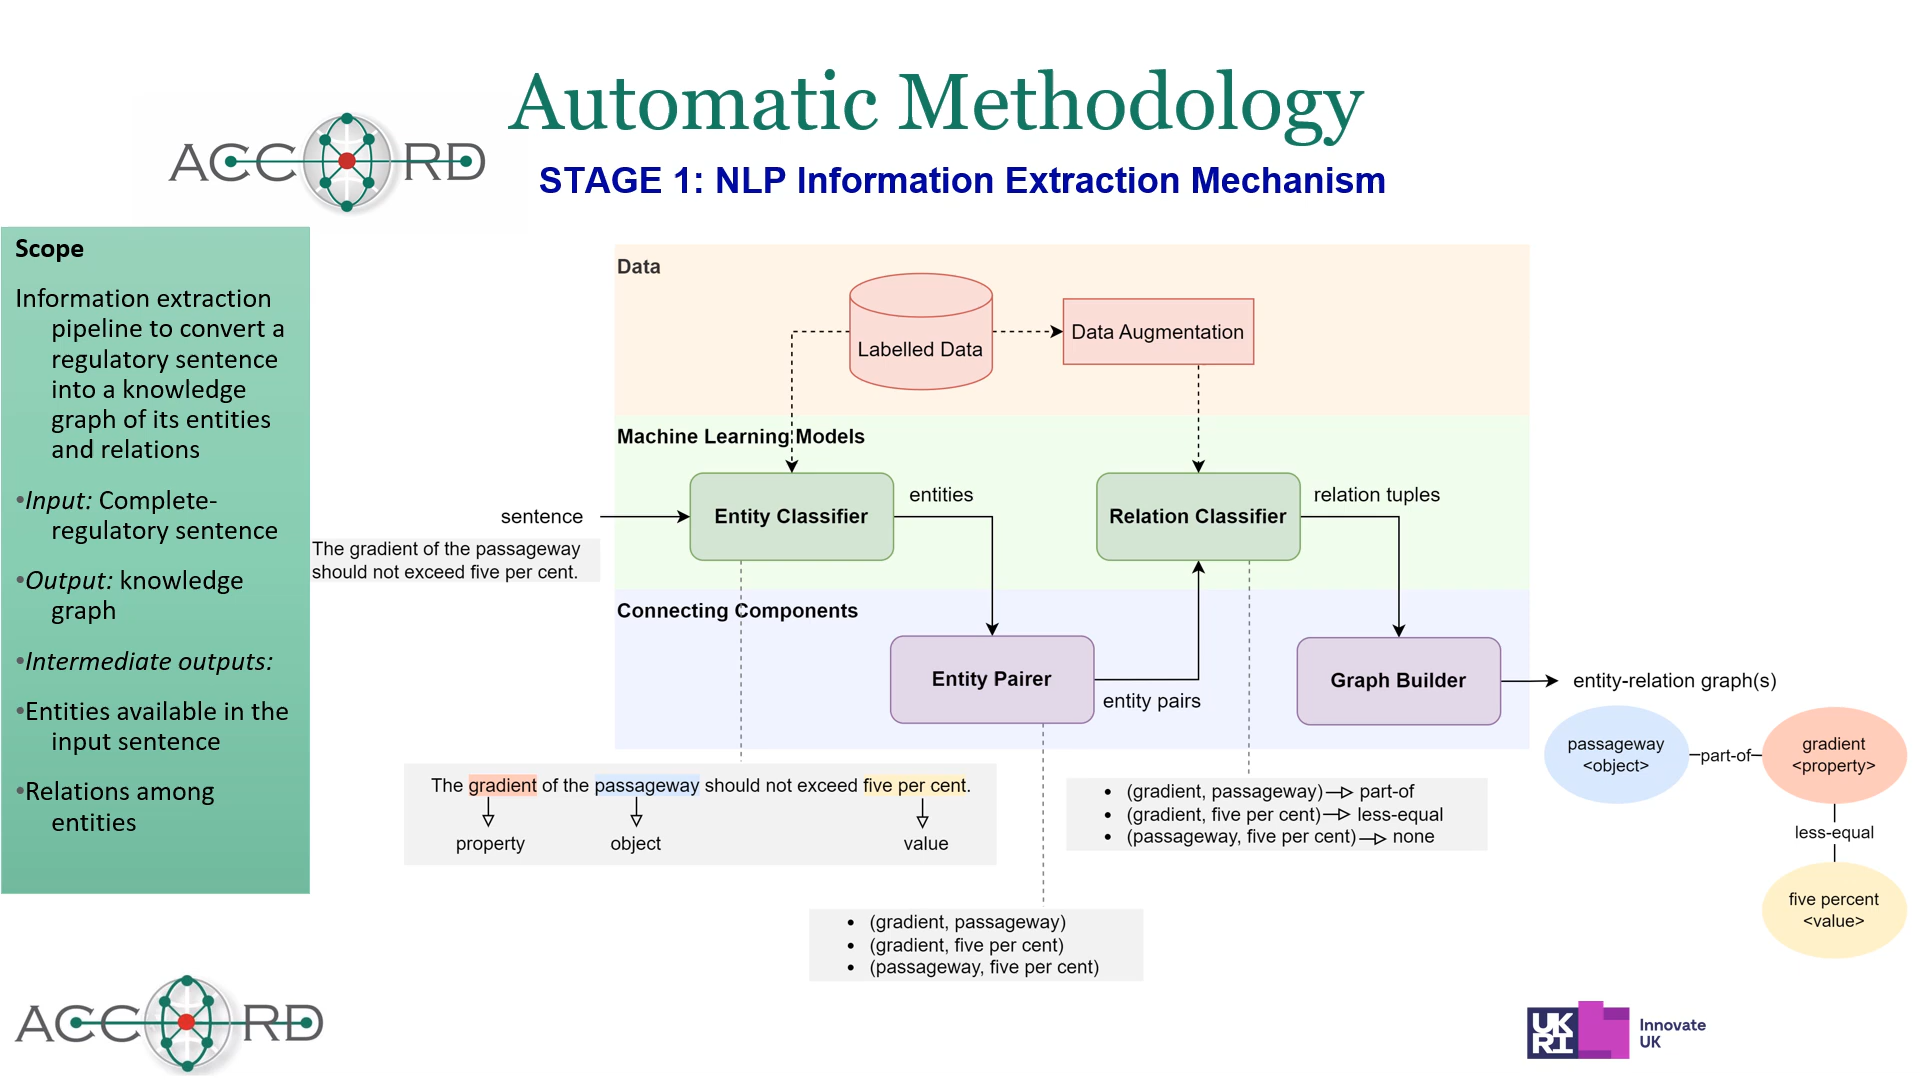 Automatic Methodology
ACCORD
STAGE 1: NLP Information Extraction Mechanism
Scope
Information extraction
pipeline to convert a
regulatory sentence
into a knowledge
graph of its entities
and relations
•Input: Complete-
regulatory sentence
•Output: knowledge
graph
•Intermediate outputs:
•Entities available in the
input sentence
•Relations among
entities
Data
Labelled Data
Data Augmentation
Machine Learning Models
sentence
The gradient of the passageway
should not exceed five per cent.
Entity Classifier
entities
Relation Classifier
relation tuples
Connecting Components
Entity Pairer
entity pairs
Graph Builder
entity-relation graph(s)
passageway
<object>
part-of
gradient
<property>
less-equal
five percent
<value>
The gradient of the passageway should not exceed five per cent.
property
object
value
• (gradient, passageway) part-of
• (gradient, five per cent) less-equal
• (passageway, five per cent) none
• (gradient, passageway)
• (gradient, five per cent)
• (passageway, five per cent)
ACCORD
UK
RI
Innovate
UK